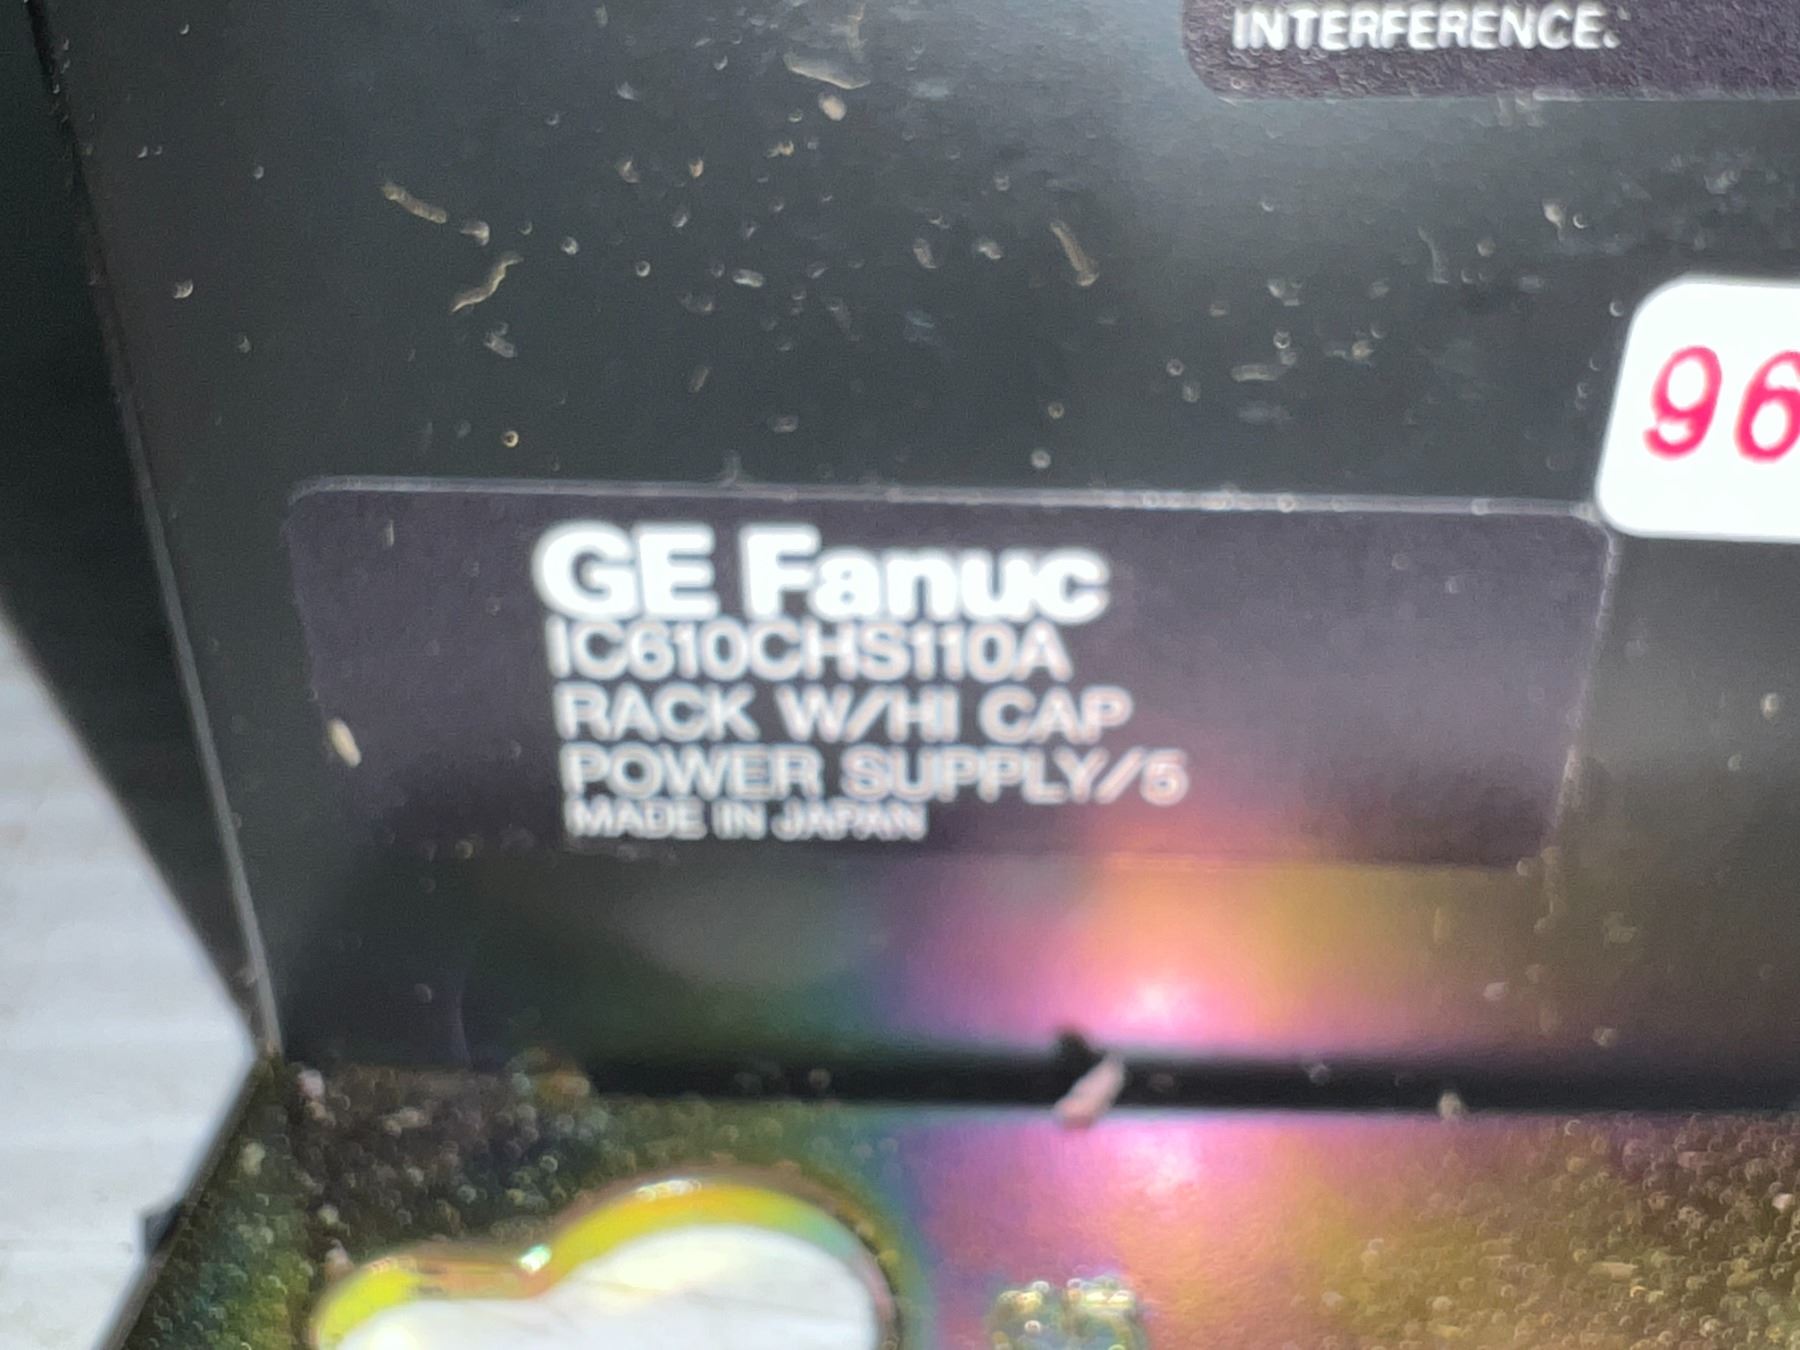 INTERFERENCE.
96
GE Fanuc
IC610CHS110A
RACK W/HI CAP
POWER SUPPLY/5
MADE IN JAPAN